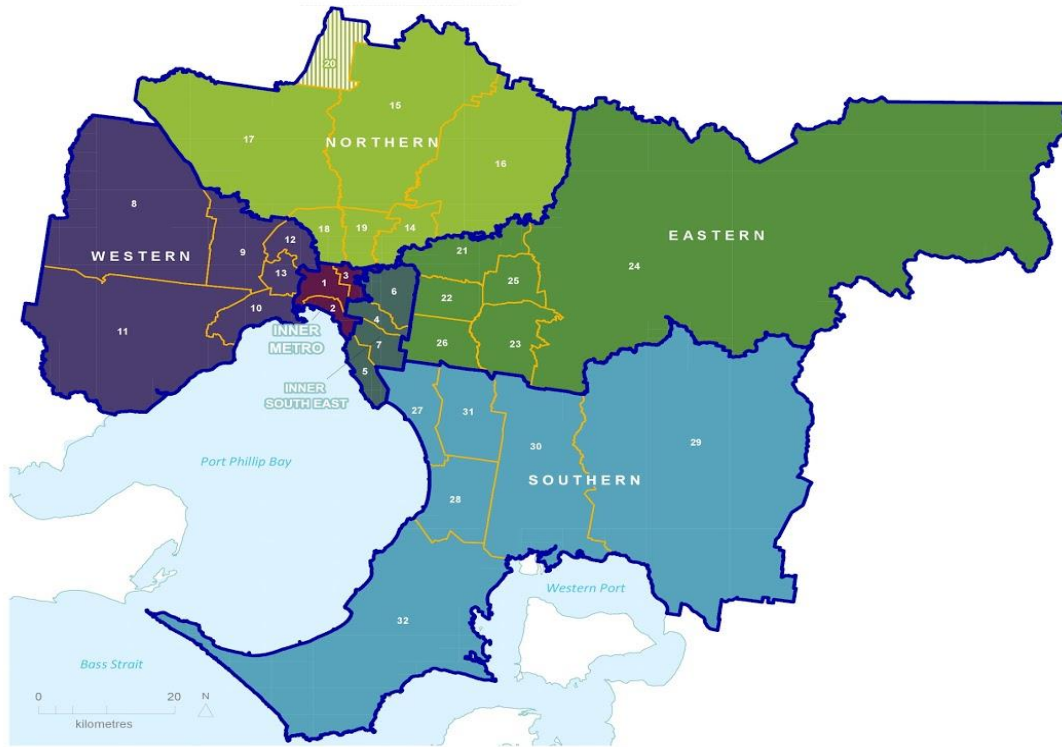 20
15
17
NORTHERN
16
8
18
19
14
12
WESTERN
9
21
EASTERN
24
13
1
3
6
25
10
2
4
22
11
INNER
METRO
7
26
23
5
INNER
SOUTH EAST
27
31
30
29
Port Phillip Bay
SOUTHERN
28
Western Port
32
Bass Strait
0
20
N
kilometres